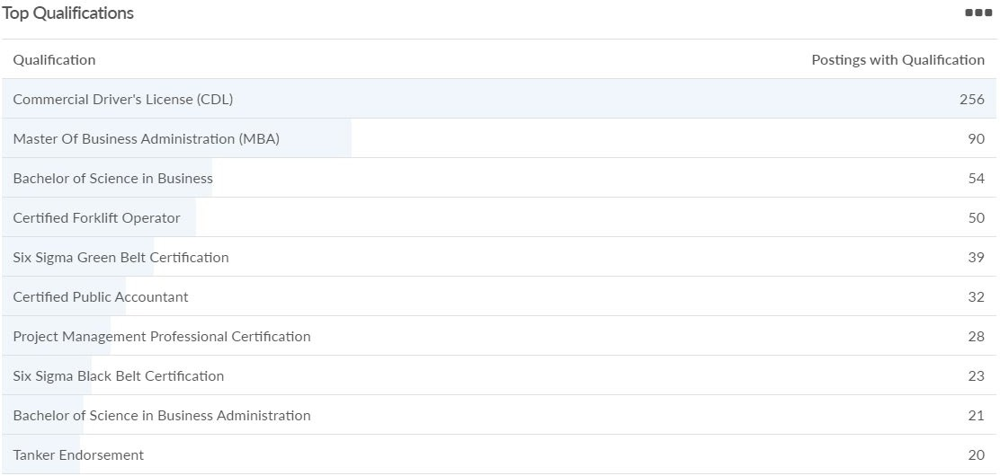 Top Qualifications
Qualification Postings with Qualification
Commercial Driver's License (CDL) 256
Master Of Business Administration (MBA) 90
Bachelor of Science in Business 54
Certified Forklift Operator 50
Six Sigma Green Belt Certification 39
Certified Public Accountant 32
Project Management Professional Certification 28
Six Sigma Black Belt Certification 23
Bachelor of Science in Business Administration 21
Tanker Endorsement 20